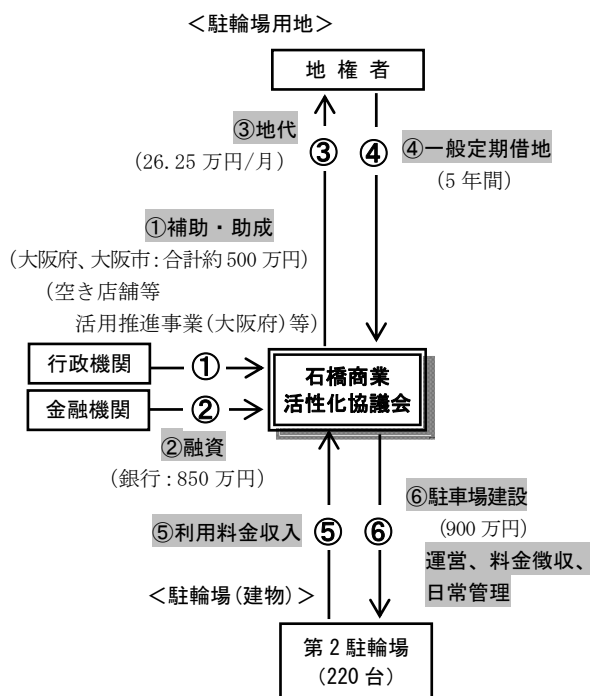 ＜駐輪場用地＞
地 権 者
③地代
(26.25 万円/月)
③
④
④一般定期借地
(5 年間)
①補助・助成
(大阪府、大阪市：合計約 500 万円)
(空き店舗等
活用推進事業(大阪府)等)
行政機関
①
金融機関
②
石橋商業
活性化協議会
②融資
(銀行：850 万円)
⑤利用料金収入
⑤
⑥
⑥駐車場建設
(900 万円)
運営、料金徴収、
日常管理
＜駐輪場(建物)＞
第 2 駐輪場
(220 台)